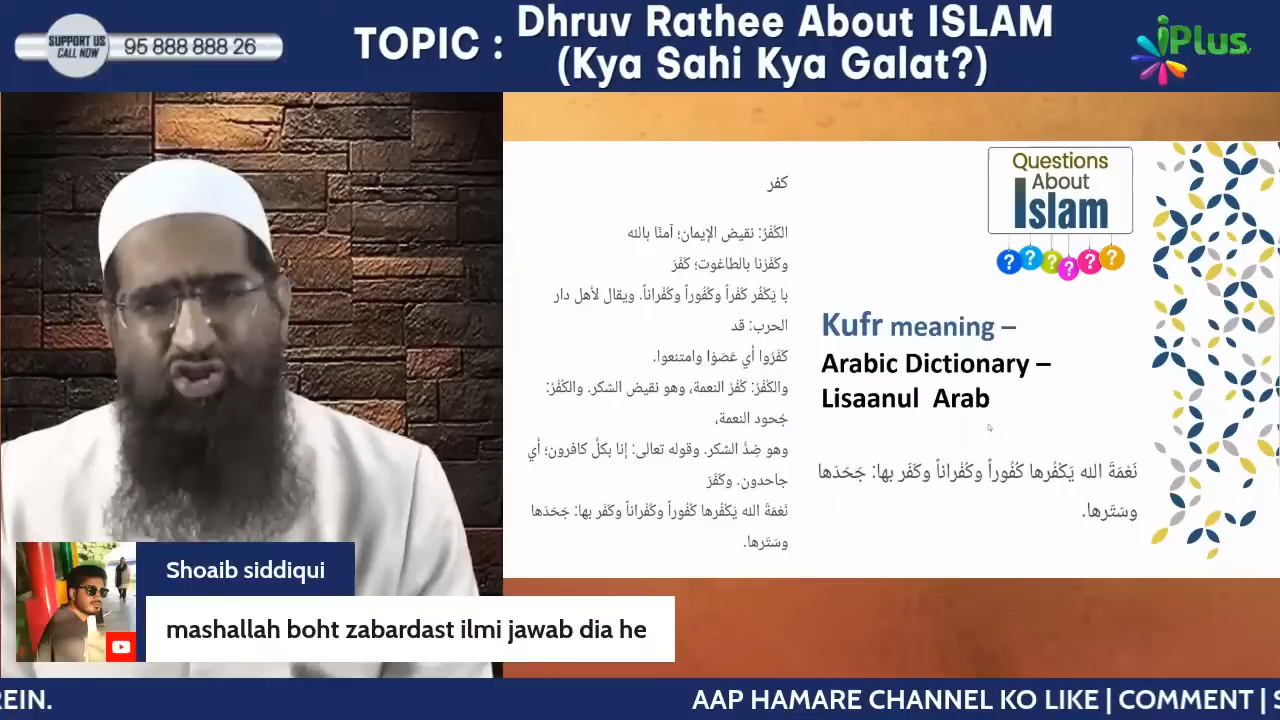 SUPPORT US
CALL NOW
95 888 888 26
TOPIC :
Dhruv Rathee About ISLAM
(Kya Sahi Kya Galat?)
iPlus
كفر
الكُفْرُ: نقيض الإيمان؛ آمنَّا بالله
وكَفَرْنا بالطاغوت؛ كَفَرَ
با يَكْفُر كُفْراً وكُفُوراً وكُفْراناً. ويقال لأهل دار
الحرب: قد
كَفَرُوا أَي عَصَوْا وامتنعوا.
والكُفْرُ: كُفْرُ النعمة، وهو نقيض الشكر. والكُفْرُ:
جُحود النعمة،
وهو ضِدُّ الشكر. وقوله تعالى: إنا بكلٍّ كافرون؛ أَي
جاحدون. وكَفَرَ
نَعْمَةَ الله يَكْفُرها كُفُوراً وكُفْراناً وكَفَر بها: جَحَدَها
وسَتَرها.
Questions
About
Islam
? ? ? ? ? ?
Kufr meaning –
Arabic Dictionary –
Lisaanul Arab
نَعْمَةَ الله يَكْفُرها كُفُوراً وكُفْراناً وكَفَر بها: جَحَدَها
وسَتَرها.
Shoaib siddiqui
mashallah boht zabardast ilmi jawab dia he
REIN.
AAP HAMARE CHANNEL KO LIKE | COMMENT | S